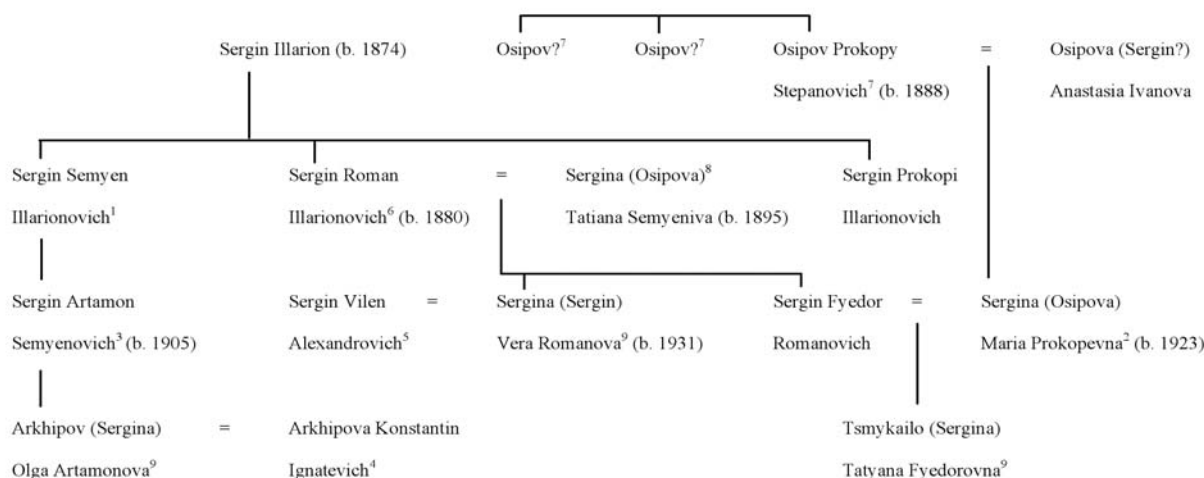 Sergin Illarion (b. 1874) Osipov?⁷ Osipov?⁷ Osipov Prokopy = Osipova (Sergin?)
Stepanovich⁷ (b. 1888) Anastasia Ivanova
Sergin Semyen Sergin Roman = Sergina (Osipova)⁸ Sergin Prokopi
Illarionovich¹ Illarionovich⁶ (b. 1880) Tatiana Semyeniva (b. 1895) Illarionovich
Sergin Artamon Sergin Vilen = Sergina (Sergin) Sergin Fyedor = Sergina (Osipova)
Semyenovich³ (b. 1905) Alexandrovich⁵ Vera Romanova⁹ (b. 1931) Romanovich Maria Prokopevna² (b. 1923)
Arkhipov (Sergina) = Arkhipova Konstantin Tsmykailo (Sergina)
Olga Artamonova⁹ Ignatevich⁴ Tatyana Fyedorovna⁹